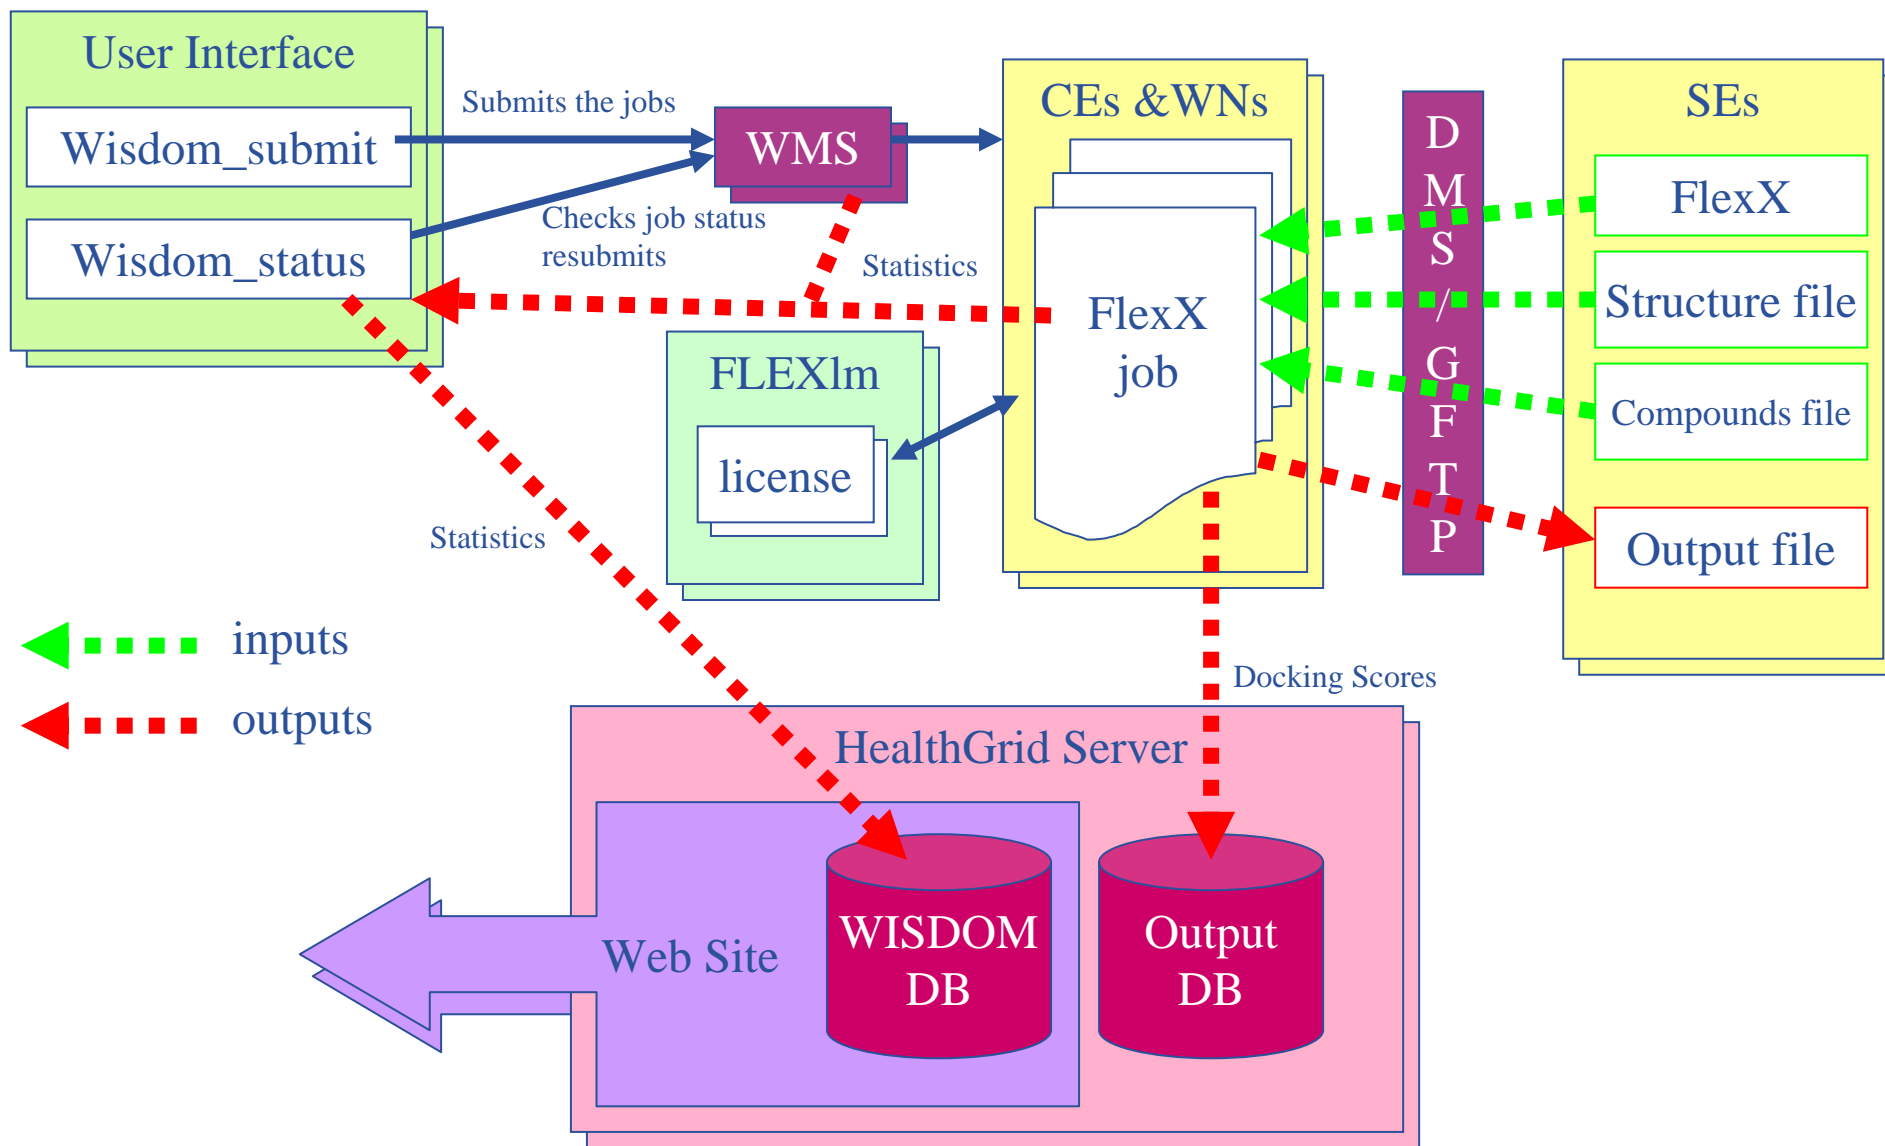 User Interface
Wisdom_submit
Wisdom_status
Submits the jobs
Checks job status
resubmits
WMS
Statistics
CEs &WNs
FlexX
job
FLEXlm
license
D
M
S
/
G
F
T
P
SEs
FlexX
Structure file
Compounds file
Output file
Statistics
inputs
outputs
Docking Scores
HealthGrid Server
Web Site
WISDOM
DB
Output
DB